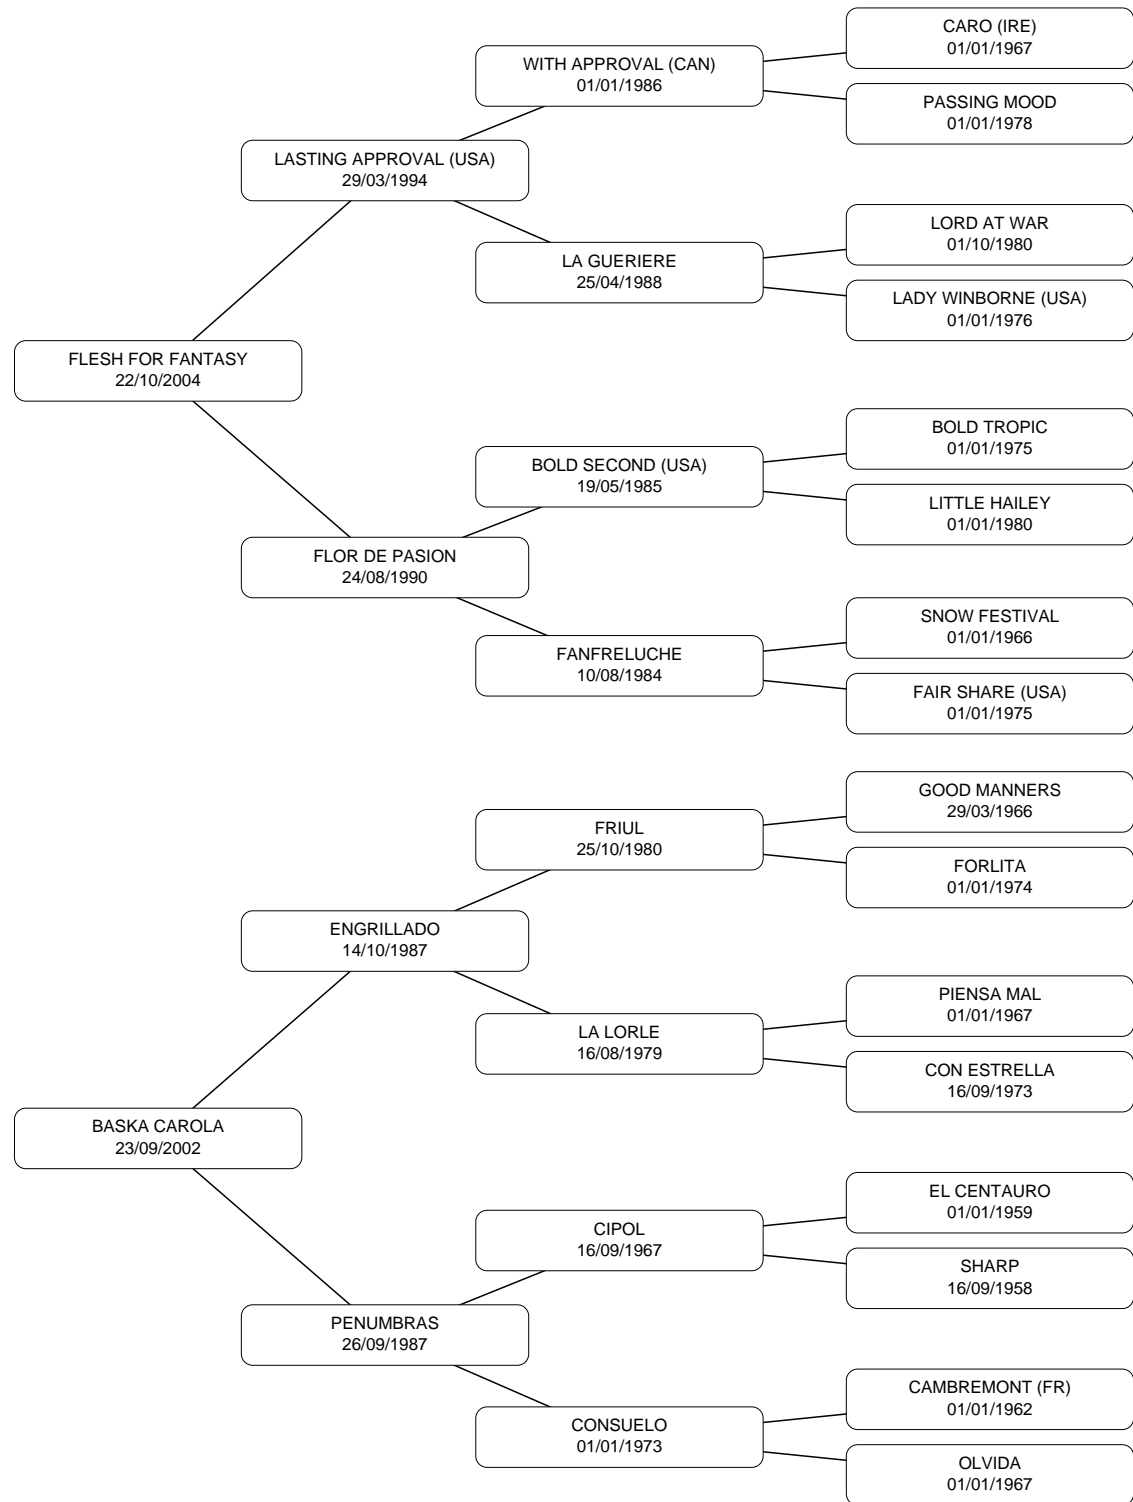 CARO (IRE)
01/01/1967
WITH APPROVAL (CAN)
01/01/1986
PASSING MOOD
01/01/1978
LASTING APPROVAL (USA)
29/03/1994
LORD AT WAR
01/10/1980
LA GUERIERE
25/04/1988
LADY WINBORNE (USA)
01/01/1976
FLESH FOR FANTASY
22/10/2004
BOLD TROPIC
01/01/1975
BOLD SECOND (USA)
19/05/1985
LITTLE HAILEY
01/01/1980
FLOR DE PASION
24/08/1990
SNOW FESTIVAL
01/01/1966
FANFRELUCHE
10/08/1984
FAIR SHARE (USA)
01/01/1975
GOOD MANNERS
29/03/1966
FRIUL
25/10/1980
FORLITA
01/01/1974
ENGRILLADO
14/10/1987
PIENSA MAL
01/01/1967
LA LORLE
16/08/1979
CON ESTRELLA
16/09/1973
BASKA CAROLA
23/09/2002
EL CENTAURO
01/01/1959
CIPOL
16/09/1967
SHARP
16/09/1958
PENUMBRAS
26/09/1987
CAMBREMONT (FR)
01/01/1962
CONSUELO
01/01/1973
OLVIDA
01/01/1967